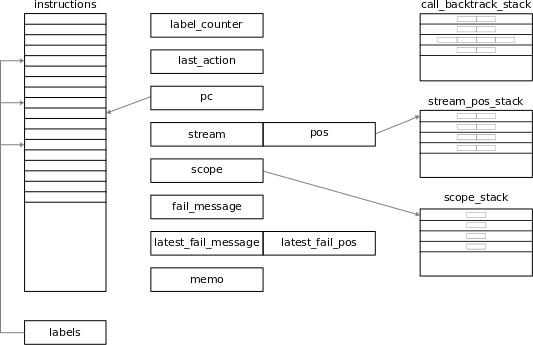 instructions
label_counter
last_action
pc
stream pos
scope
fail_message
latest_fail_message latest_fail_pos
memo
labels
call_backtrack_stack
stream_pos_stack
scope_stack